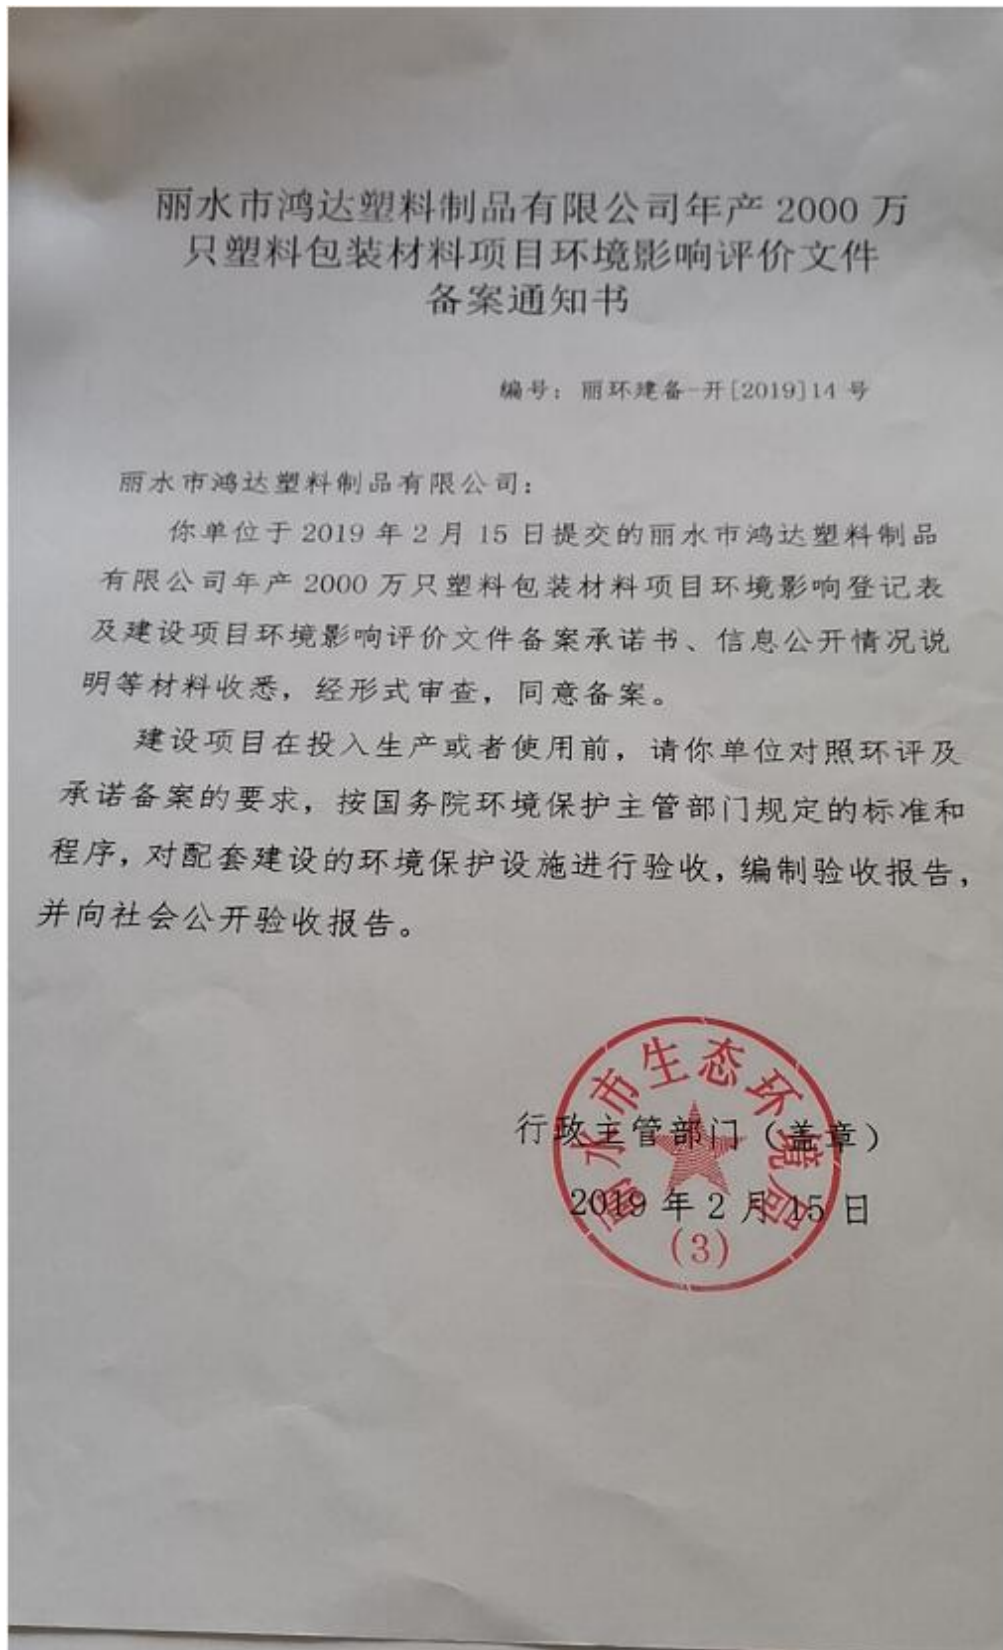 丽水市鸿达塑料制品有限公司年产 2000 万
只塑料包装材料项目环境影响评价文件
备案通知书
编号：丽环建备-开[2019]14 号
丽水市鸿达塑料制品有限公司：
你单位于 2019 年 2 月 15 日提交的丽水市鸿达塑料制品
有限公司年产 2000 万只塑料包装材料项目环境影响登记表
及建设项目环境影响评价文件备案承诺书、信息公开情况说
明等材料收悉，经形式审查，同意备案。
建设项目在投入生产或者使用前，请你单位对照环评及
承诺备案的要求，按国务院环境保护主管部门规定的标准和
程序，对配套建设的环境保护设施进行验收，编制验收报告，
并向社会公开验收报告。
丽水市生态环境局
行政主管部门（盖章）
2019 年 2 月 15 日
(3)